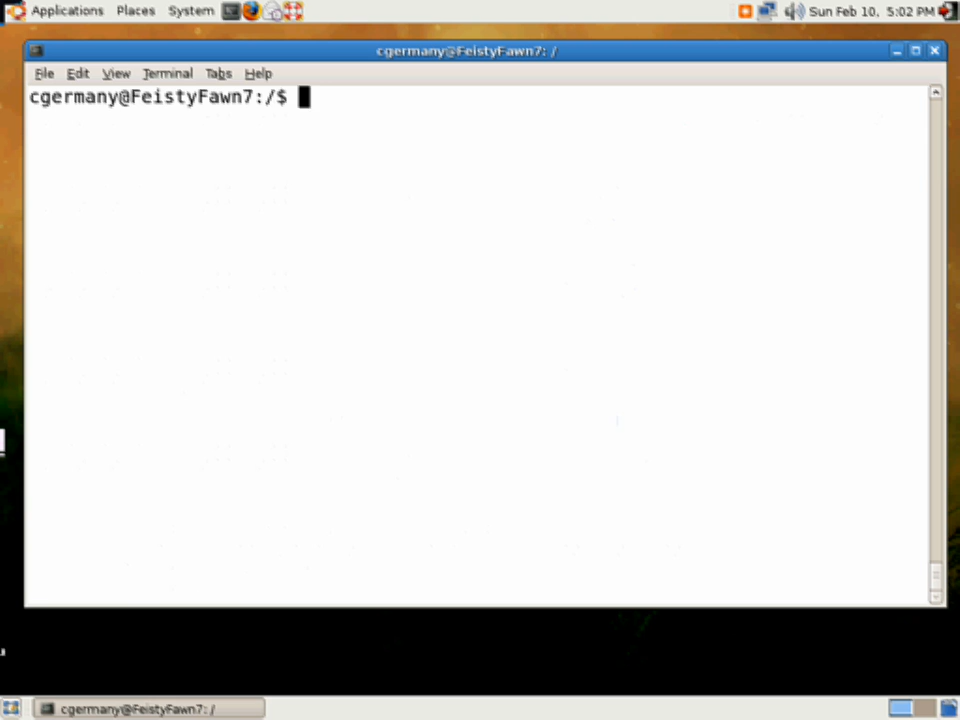 Applications Places System Sun Feb 10, 5:02 PM
cgermany@FeistyFawn7: /
File Edit View Terminal Tabs Help
cgermany@FeistyFawn7:/$
cgermany@FeistyFawn7: /